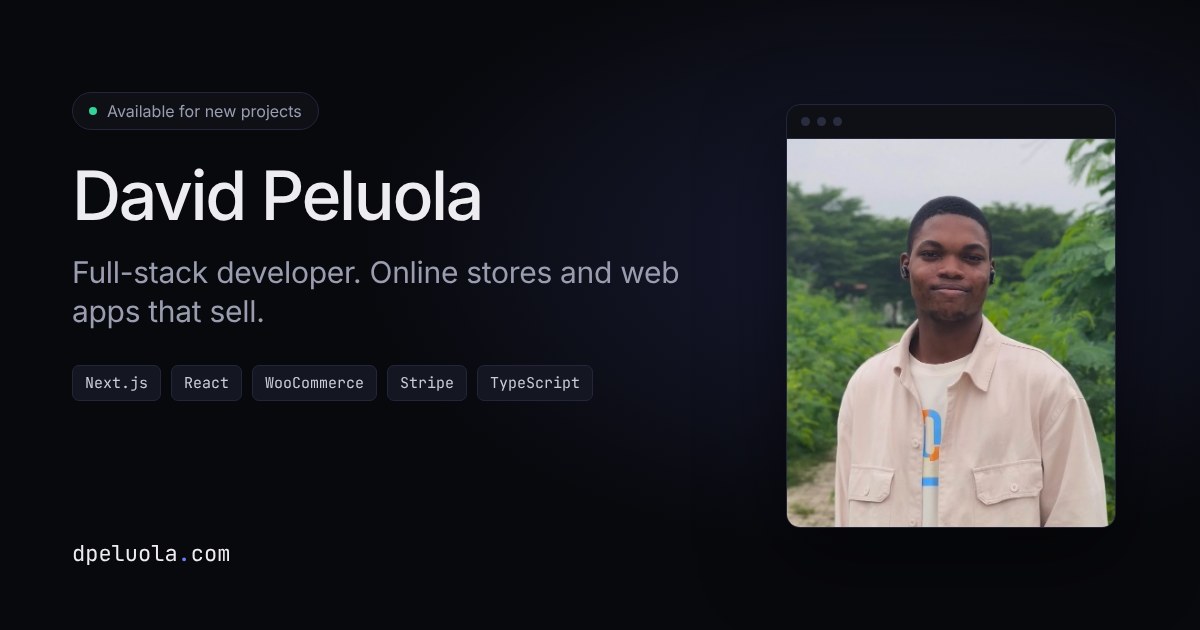 Available for new projects
David Peluola
Full-stack developer. Online stores and web
apps that sell.
Next.js
React
WooCommerce
Stripe
TypeScript
dpeluola.com